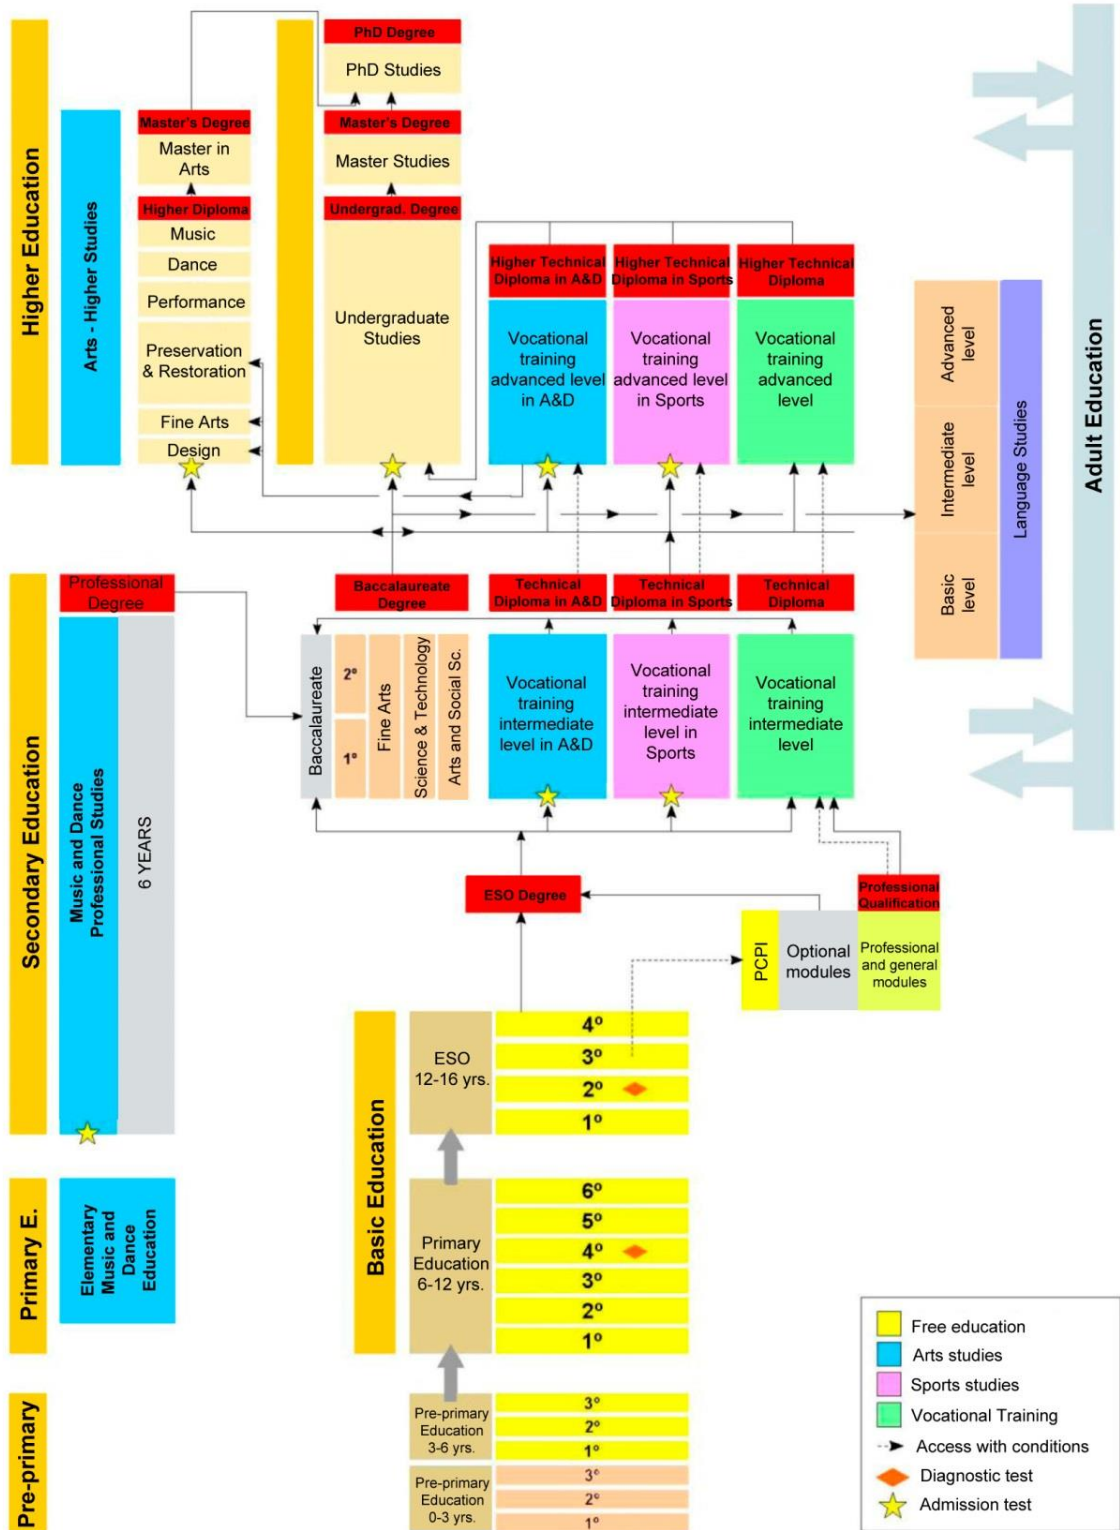 Higher Education
Arts - Higher Studies
Master's Degree
Master in
Arts
Higher Diploma
Music
Dance
Performance
Preservation
& Restoration
Fine Arts
Design
PhD Degree
PhD Studies
Master's Degree
Master Studies
Undergrad. Degree
Undergraduate
Studies
Higher Technical
Diploma in A&D
Vocational
training
advanced level
in A&D
Higher Technical
Diploma in Sports
Vocational
training
advanced level
in Sports
Higher Technical
Diploma
Vocational
training
advanced
level
Advanced
level
Intermediate
level
Basic
level
Language Studies
Adult Education
Secondary Education
Professional
Degree
Music and Dance
Professional Studies
6 YEARS
Baccalaureate
Degree
Baccalaureate
2º
1º
Fine Arts
Science & Technology
Arts and Social Sc.
Technical
Diploma in A&D
Vocational
training
intermediate
level in A&D
Technical
Diploma in Sports
Vocational
training
intermediate
level in
Sports
Technical
Diploma
Vocational
training
intermediate
level
ESO Degree
PCPI
Optional
modules
Professional
Qualification
Professional
and general
modules
Basic Education
ESO
12-16 yrs.
4º
3º
2º
1º
Primary E.
Elementary
Music and
Dance
Education
Primary
Education
6-12 yrs.
6º
5º
4º
3º
2º
1º
Pre-primary
Pre-primary
Education
3-6 yrs.
3º
2º
1º
Pre-primary
Education
0-3 yrs.
3º
2º
1º
Free education
Arts studies
Sports studies
Vocational Training
Access with conditions
Diagnostic test
Admission test